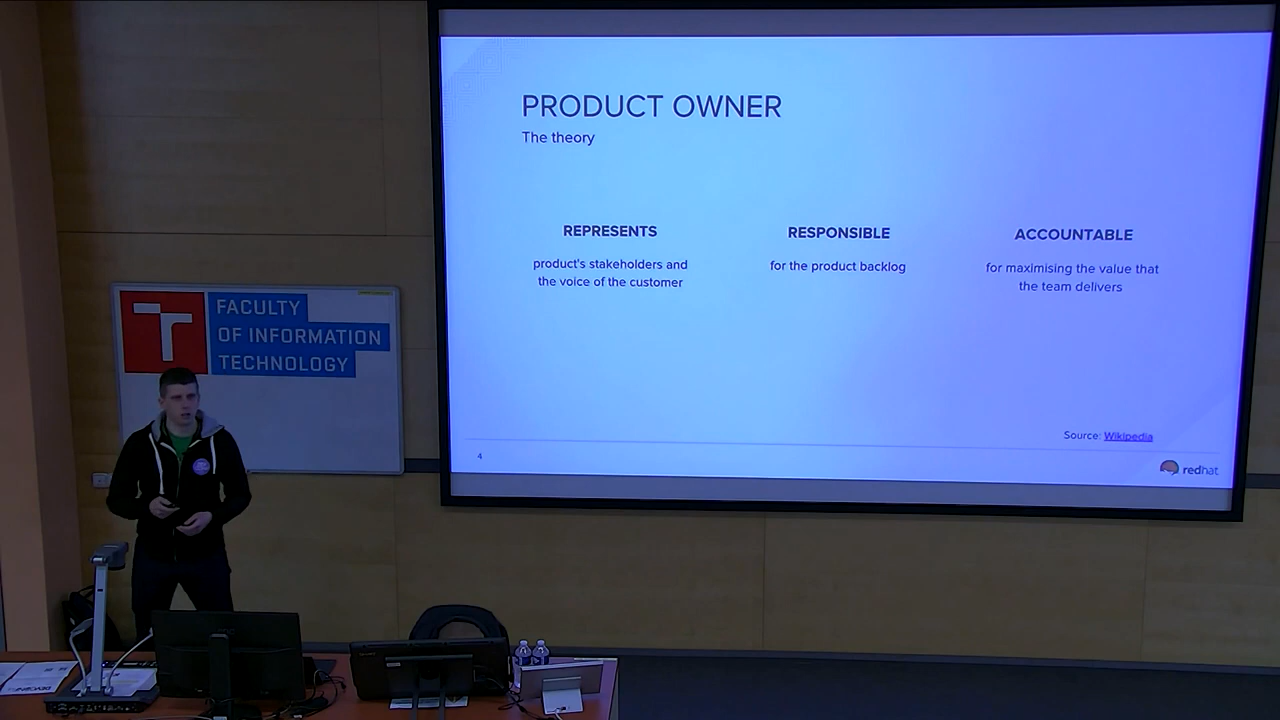 PRODUCT OWNER
The theory
REPRESENTS
product's stakeholders and
the voice of the customer
RESPONSIBLE
for the product backlog
ACCOUNTABLE
for maximising the value that
the team delivers
Source: Wikipedia
4
redhat
FACULTY
OF INFORMATION
TECHNOLOGY